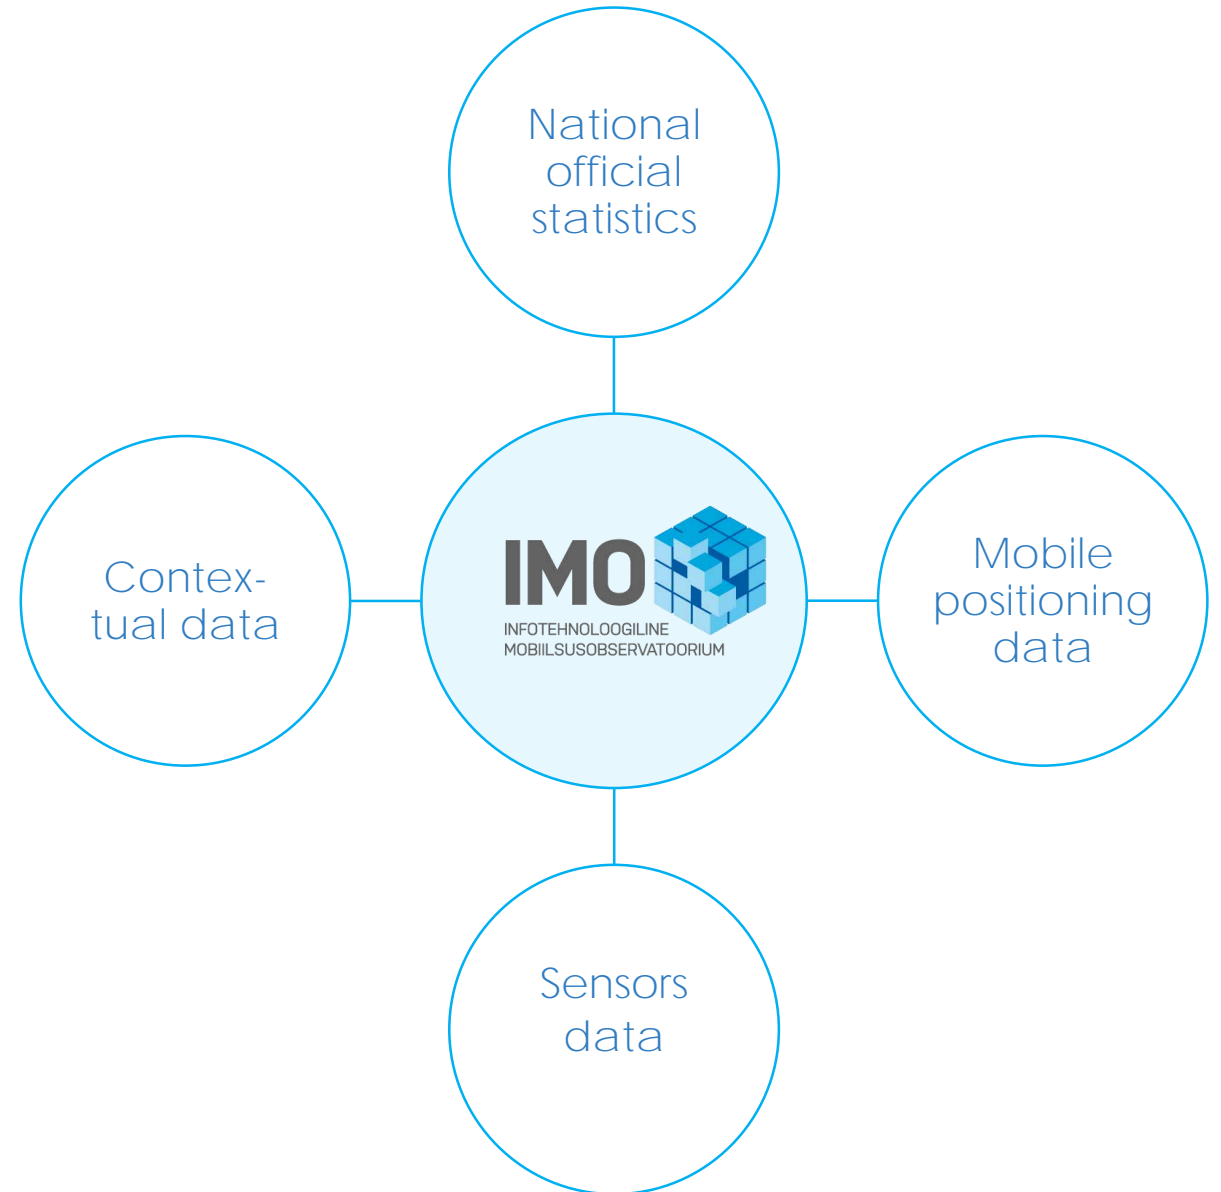 National
official
statistics
Contex-
tual data
IMO
INFOTEHNOLOOGILINE
MOBIILSUSOBSERVATOORIUM
Mobile
positioning
data
Sensors
data